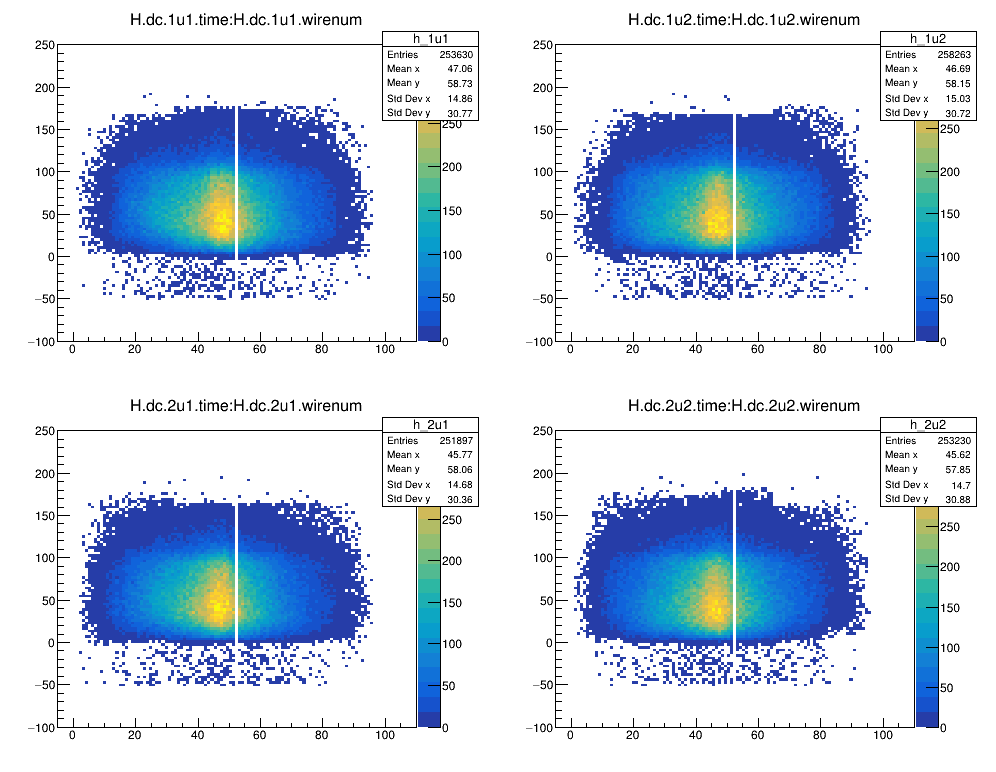 H.dc.1u1.time:H.dc.1u1.wirenum
h_1u1
Entries 253630
Mean x 47.06
Mean y 58.73
Std Dev x 14.86
Std Dev y 30.77
250
200
150
100
50
0
−50
−100
0 20 40 60 80 100
250
200
150
100
50
0
H.dc.1u2.time:H.dc.1u2.wirenum
h_1u2
Entries 258263
Mean x 46.69
Mean y 58.15
Std Dev x 15.03
Std Dev y 30.72
250
200
150
100
50
0
−50
−100
0 20 40 60 80 100
250
200
150
100
50
0
H.dc.2u1.time:H.dc.2u1.wirenum
h_2u1
Entries 251897
Mean x 45.77
Mean y 58.06
Std Dev x 14.68
Std Dev y 30.36
250
200
150
100
50
0
−50
−100
0 20 40 60 80 100
250
200
150
100
50
0
H.dc.2u2.time:H.dc.2u2.wirenum
h_2u2
Entries 253230
Mean x 45.62
Mean y 57.85
Std Dev x 14.7
Std Dev y 30.88
250
200
150
100
50
0
−50
−100
0 20 40 60 80 100
250
200
150
100
50
0